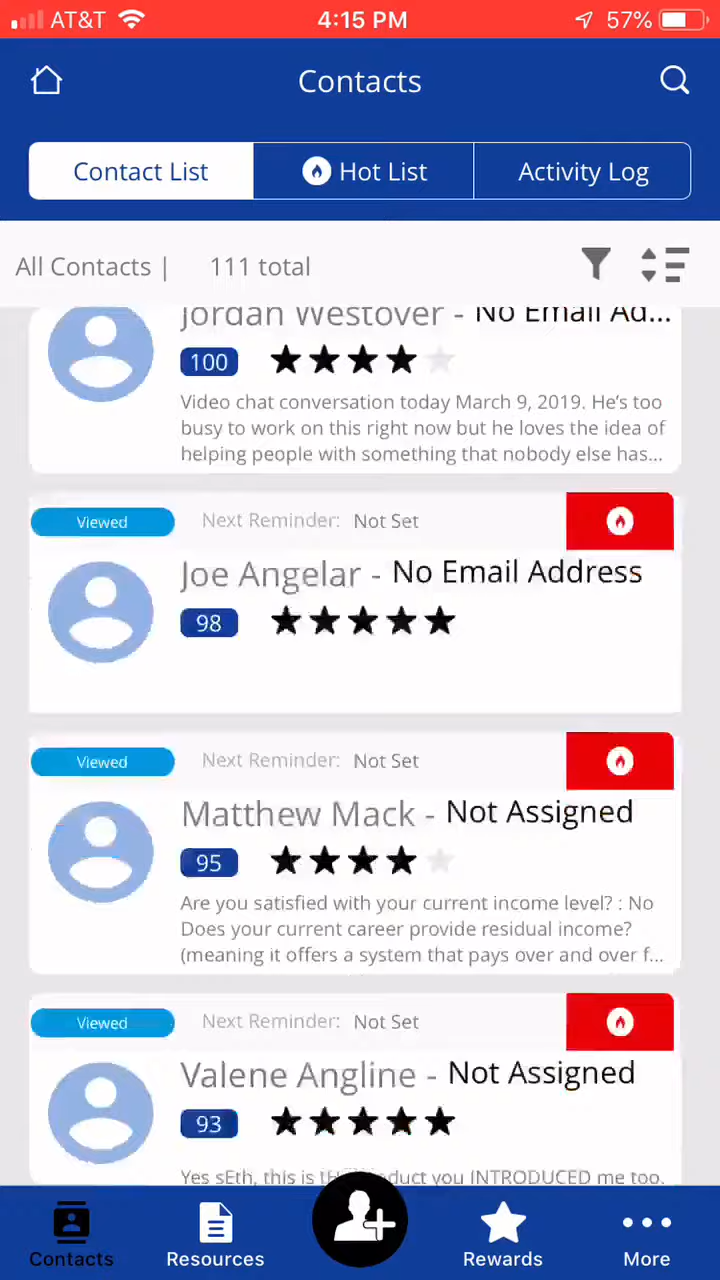 AT&T 4:15 PM 57%
Contacts
Contact List Hot List Activity Log
All Contacts | 111 total
Jordan Westover - No Email Ad...
100
Video chat conversation today March 9, 2019. He's too
busy to work on this right now but he loves the idea of
helping people with something that nobody else has...
Viewed Next Reminder: Not Set
Joe Angelar - No Email Address
98
Viewed Next Reminder: Not Set
Matthew Mack - Not Assigned
95
Are you satisfied with your current income level? : No
Does your current career provide residual income?
(meaning it offers a system that pays over and over f...
Viewed Next Reminder: Not Set
Valene Angline - Not Assigned
93
Yes sEth, this is you INTRODUCED me too.
Contacts Resources Rewards More